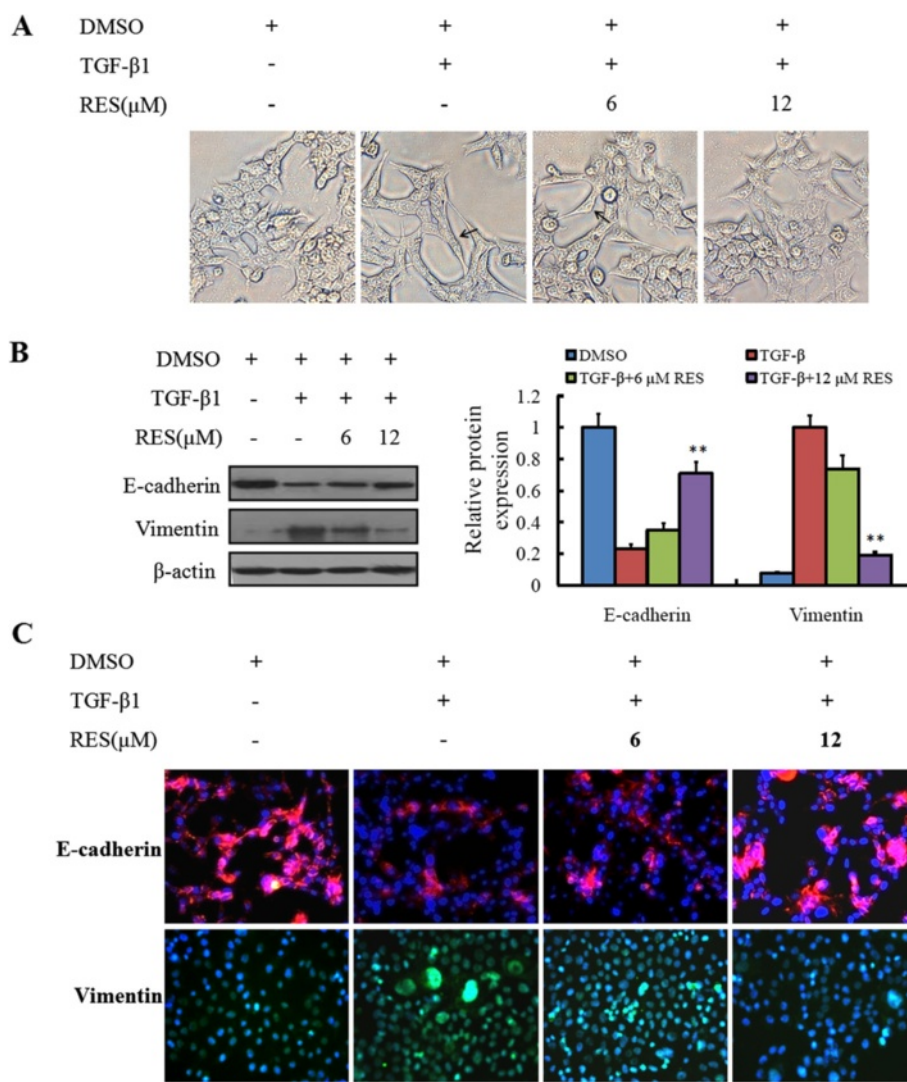 A
DMSO + + + +
TGF-β1 - + + +
RES(μM) - - 6 12
B
DMSO + + + +
TGF-β1 - + + +
RES(μM) - - 6 12
E-cadherin
Vimentin
β-actin
DMSO TGF-β
TGF-β+6 μM RES TGF-β+12 μM RES
Relative protein
expression
1.2
1
0.8
0.6
0.4
0.2
0
**
**
E-cadherin Vimentin
C
DMSO + + + +
TGF-β1 - + + +
RES(μM) - - 6 12
E-cadherin
Vimentin